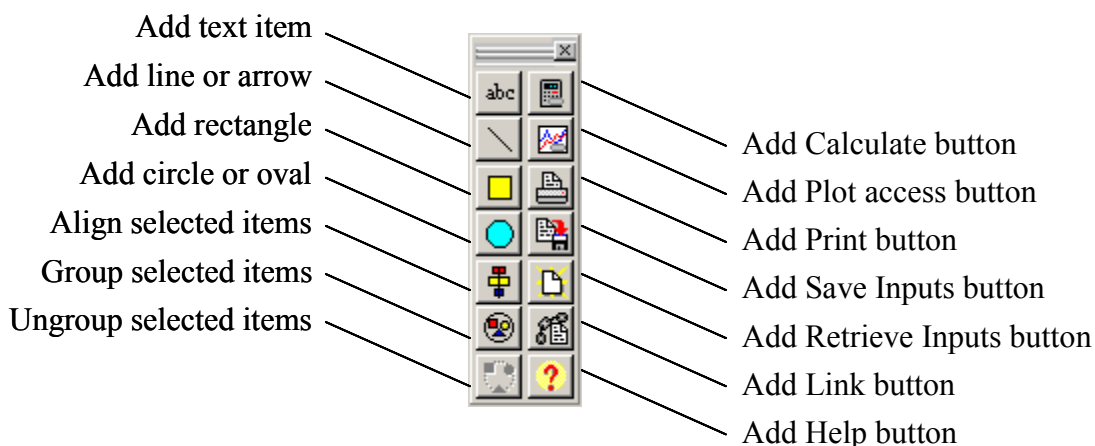 Add text item
Add line or arrow
Add rectangle
Add circle or oval
Align selected items
Group selected items
Ungroup selected items
abc
?
Add Calculate button
Add Plot access button
Add Print button
Add Save Inputs button
Add Retrieve Inputs button
Add Link button
Add Help button